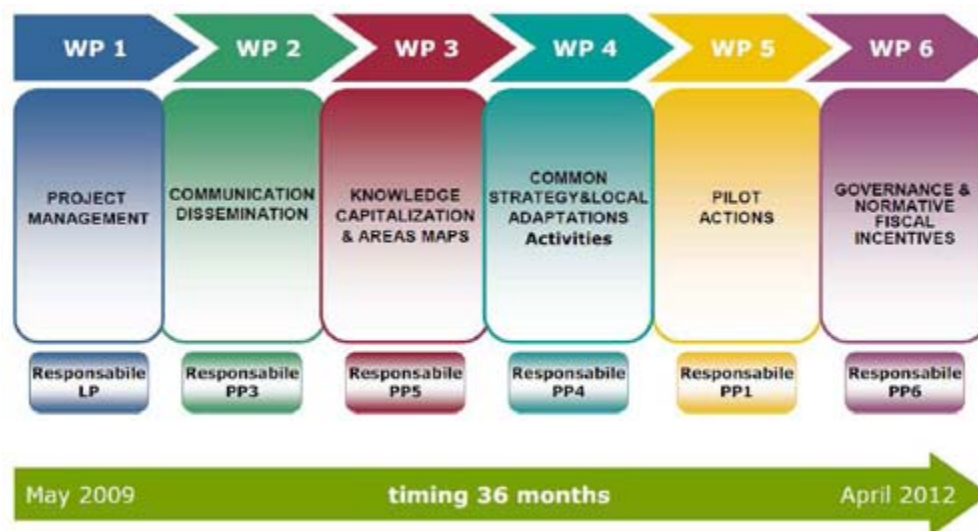 WP 1
WP 2
WP 3
WP 4
WP 5
WP 6
PROJECT
MANAGEMENT
COMMUNICATION
DISSEMINATION
KNOWLEDGE
CAPITALIZATION
& AREAS MAPS
COMMON
STRATEGY&LOCAL
ADAPTATIONS
Activities
PILOT
ACTIONS
GOVERNANCE &
NORMATIVE
FISCAL
INCENTIVES
Responsabile
LP
Responsabile
PP3
Responsabile
PP5
Responsabile
PP4
Responsabile
PP1
Responsabile
PP6
May 2009
timing 36 months
April 2012